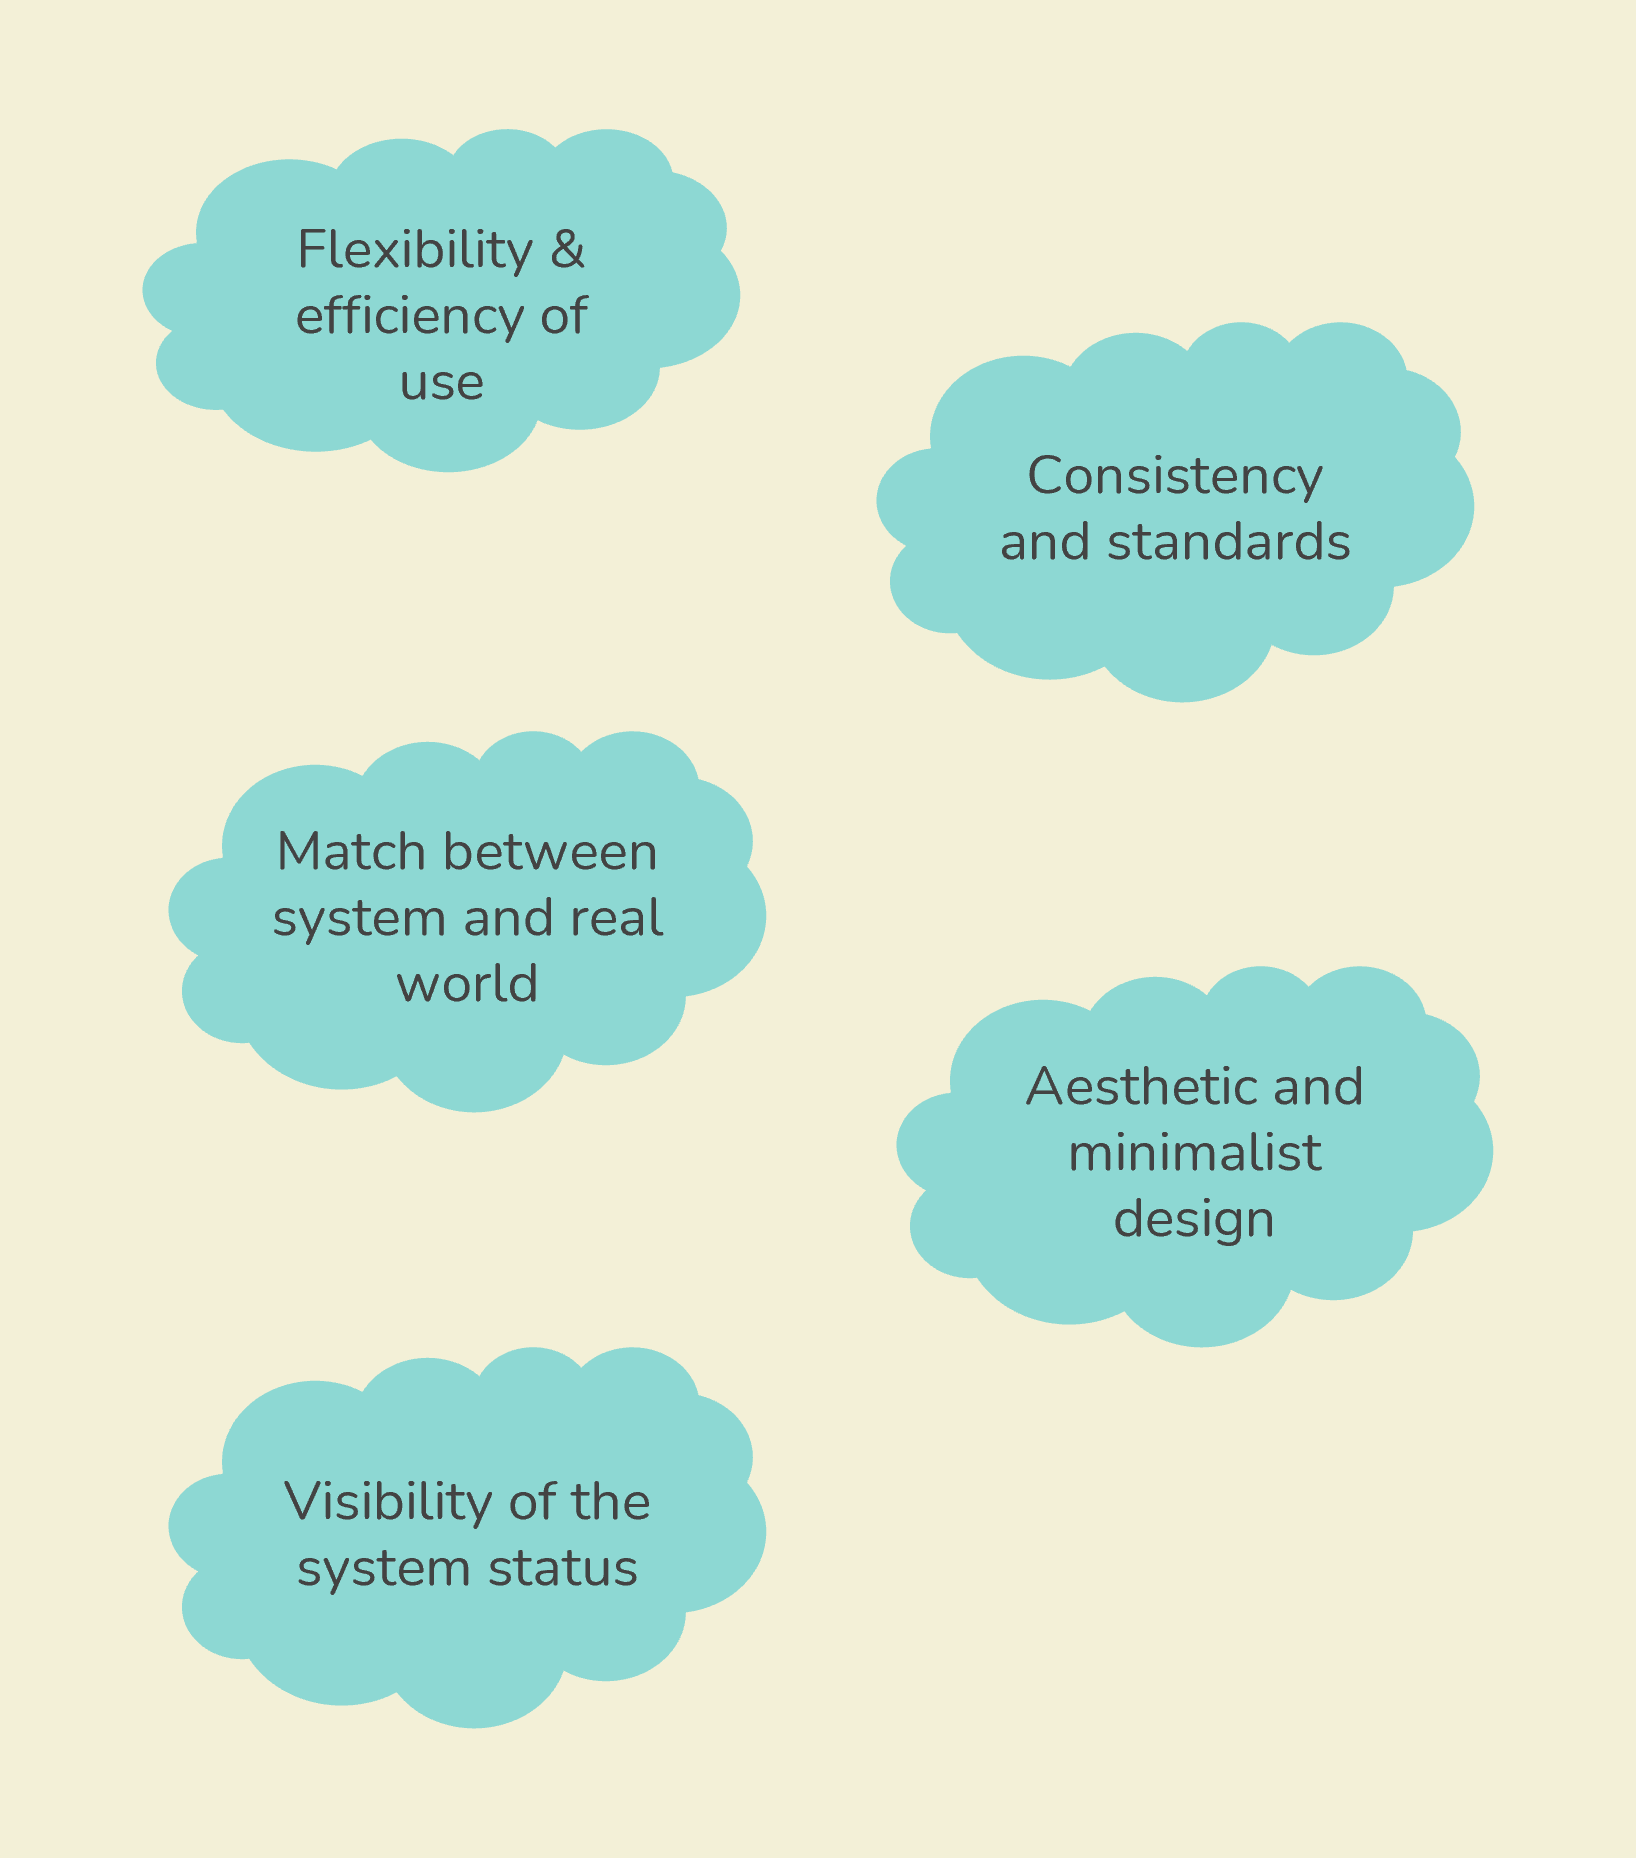 Flexibility &
efficiency of
use
Consistency
and standards
Match between
system and real
world
Aesthetic and
minimalist
design
Visibility of the
system status